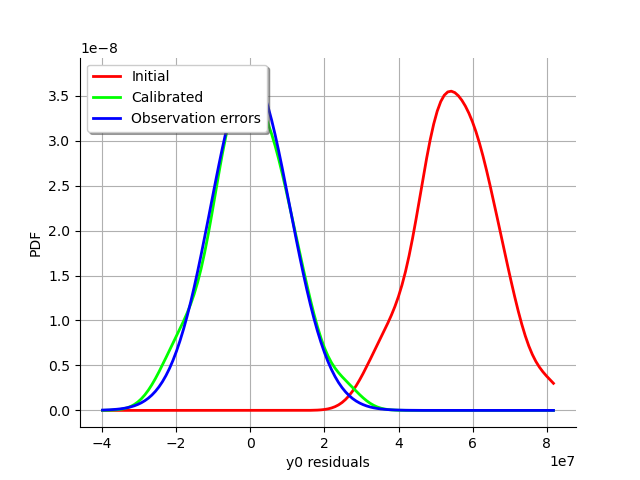 1e−8
Initial
Calibrated
Observation errors
3.5
3.0
2.5
2.0
1.5
1.0
0.5
0.0
PDF
−4 −2 0 2 4 6 8
y0 residuals
1e7